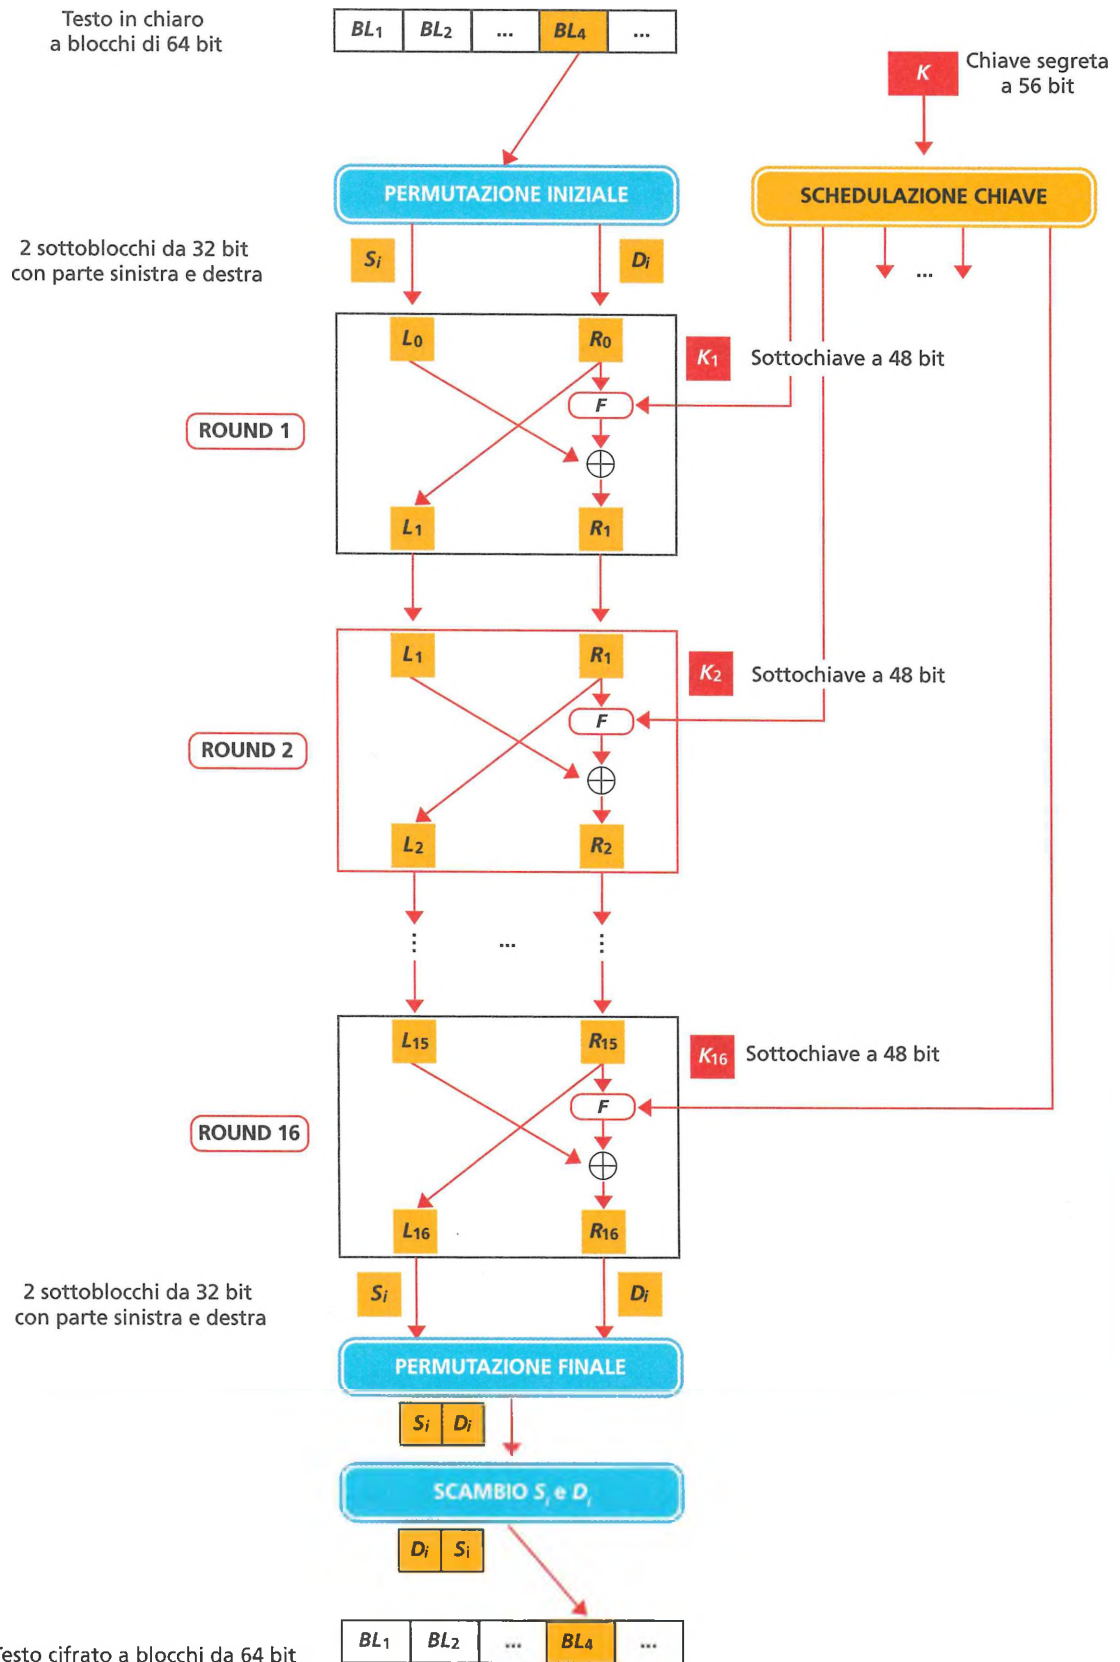 Testo in chiaro
a blocchi di 64 bit
BL1 BL2 ... BL4 ...
K
Chiave segreta
a 56 bit
PERMUTAZIONE INIZIALE
SCHEDULAZIONE CHIAVE
2 sottoblocchi da 32 bit
con parte sinistra e destra
Si Di
...
L0 R0
K1 Sottochiave a 48 bit
F
ROUND 1
L1 R1
L1 R1
K2 Sottochiave a 48 bit
F
ROUND 2
L2 R2
... ... ...
L15 R15
K16 Sottochiave a 48 bit
F
ROUND 16
L16 R16
2 sottoblocchi da 32 bit
con parte sinistra e destra
Si Di
PERMUTAZIONE FINALE
Si Di
SCAMBIO Si e Di
Di Si
BL1 BL2 ... BL4 ...
Testo cifrato a blocchi da 64 bit